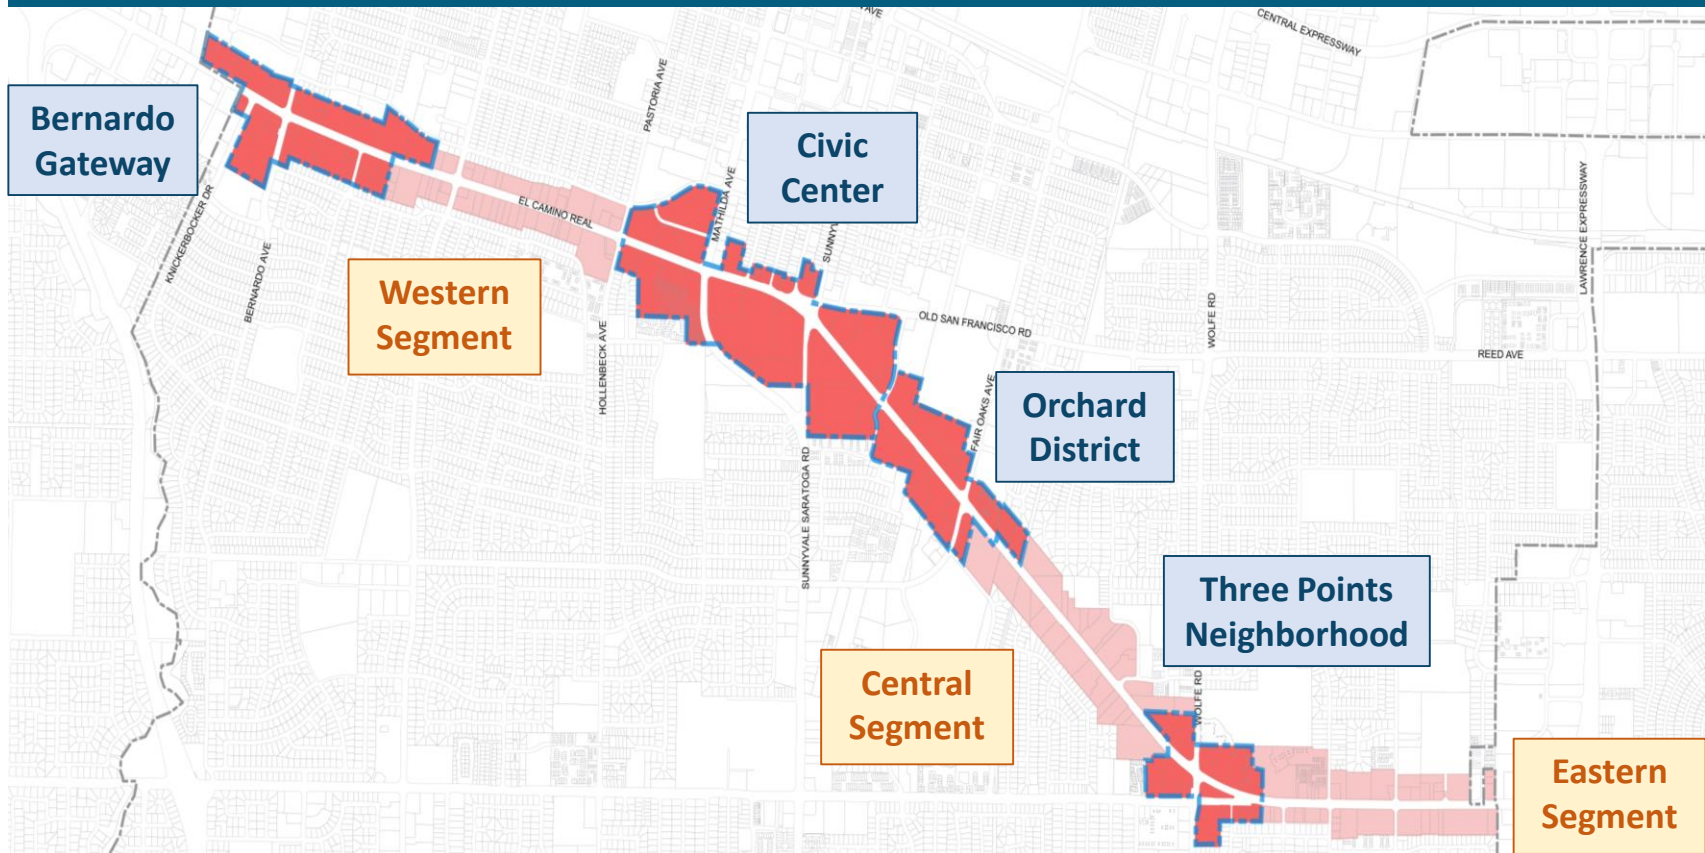 AVE
CENTRAL EXPRESSWAY
Bernardo
Gateway
PASTORIA AVE
Civic
Center
MATHILDA AVE
KNICKERBOCKER DR
EL CAMINO REAL
LAWRENCE EXPRESSWAY
BERNARDO AVE
Western
Segment
OLD SAN FRANCISCO RD
WOLFE RD
REED AVE
HOLLENBECK AVE
FAIR OAKS AVE
Orchard
District
SUNNYVALE SARATOGA RD
Three Points
Neighborhood
Central
Segment
WOLFE RD
Eastern
Segment